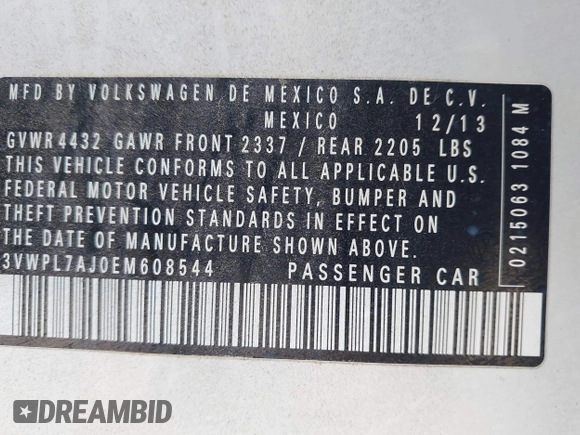 MFD BY VOLKSWAGEN DE MEXICO S.A. DE C.V.
MEXICO 12/13
GVWR 4432 GAWR FRONT 2337 / REAR 2205 LBS
THIS VEHICLE CONFORMS TO ALL APPLICABLE U.S.
FEDERAL MOTOR VEHICLE SAFETY, BUMPER AND
THEFT PREVENTION STANDARDS IN EFFECT ON
THE DATE OF MANUFACTURE SHOWN ABOVE.
3VWPL7AJ0EM608544 PASSENGER CAR
0215063 1084 M
DREAMBID